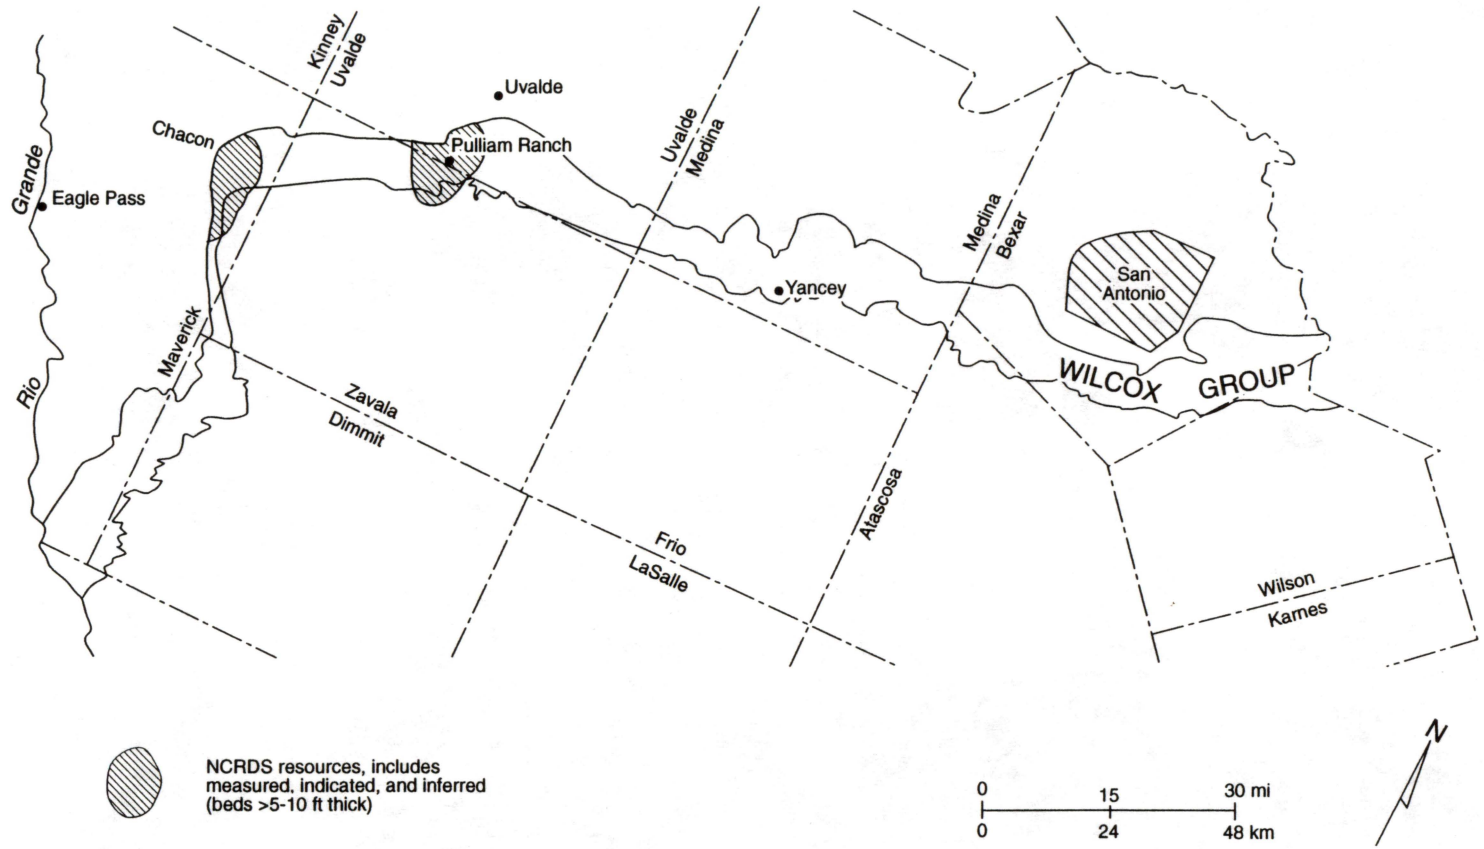 Kinney
Uvalde
Uvalde
Chacon
Pulliam Ranch
Uvalde
Medina
Grande
Eagle Pass
Medina
Bexar
San
Antonio
Yancey
Maverick
Rio
WILCOX GROUP
Zavala
Dimmit
Atascosa
Frio
LaSalle
Wilson
Karnes
N
NCRDS resources, includes
measured, indicated, and inferred
(beds >5-10 ft thick)
0 15 30 mi
0 24 48 km